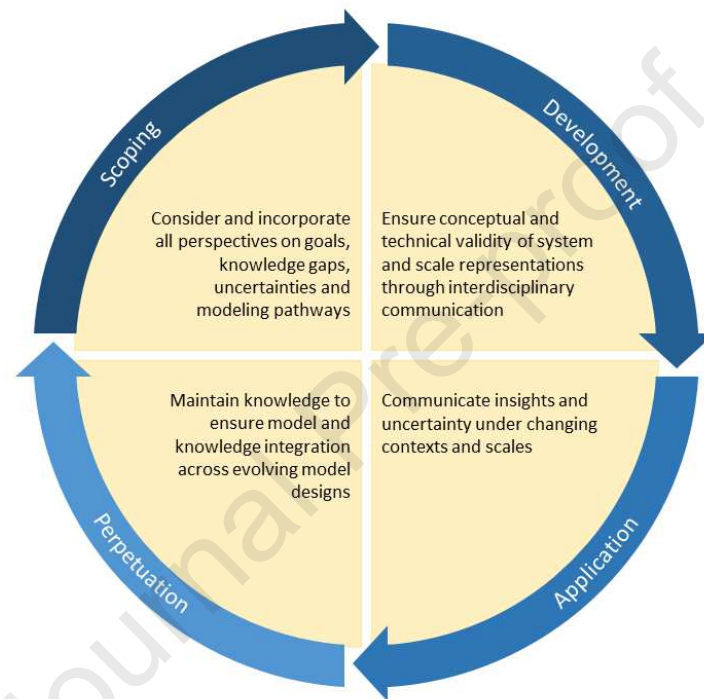 Scoping
Consider and incorporate
all perspectives on goals,
knowledge gaps,
uncertainties and
modeling pathways
Development
Ensure conceptual and
technical validity of system
and scale representations
through interdisciplinary
communication
Perpetuation
Maintain knowledge to
ensure model and
knowledge integration
across evolving model
designs
Application
Communicate insights and
uncertainty under changing
contexts and scales
Journal Pre-proof